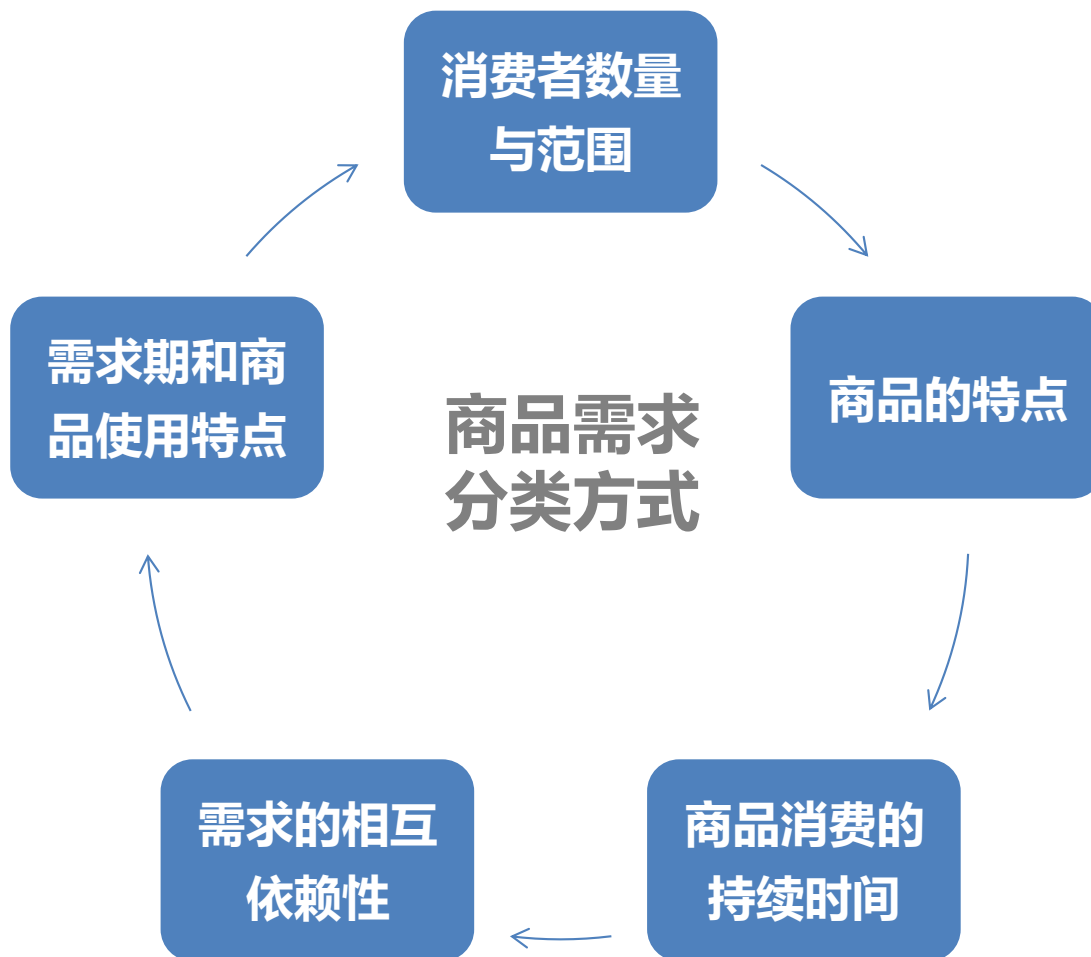 消费者数量
与范围
商品的特点
商品消费的
持续时间
需求的相互
依赖性
需求期和商
品使用特点
商品需求
分类方式